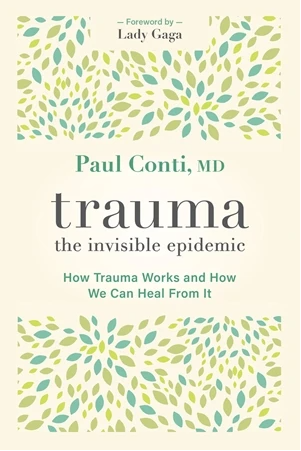 — Foreword by —
Lady Gaga
Paul Conti, MD
trauma
the invisible epidemic
How Trauma Works and How
We Can Heal From It